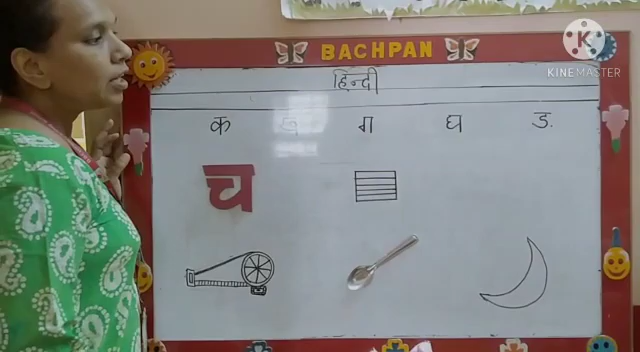 BACHPAN
KINEMASTER
हिन्दी
क ख ग घ ङ
च